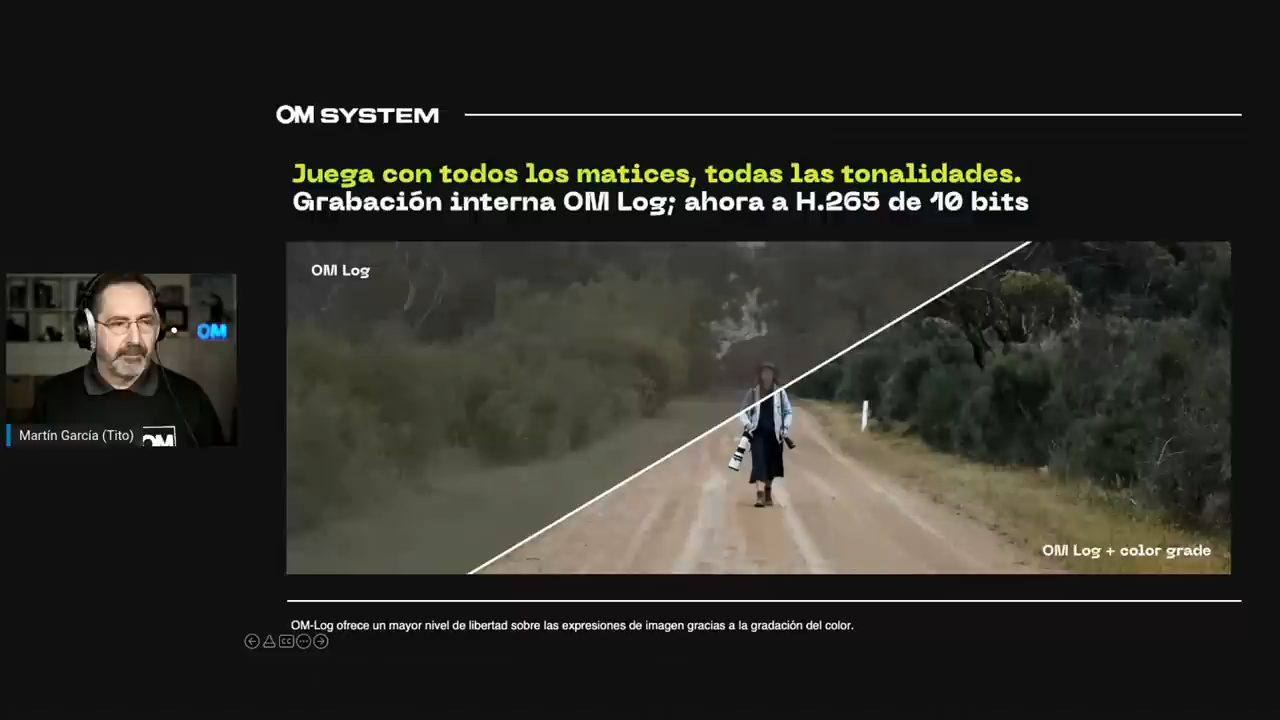 OM SYSTEM
Juega con todos los matices, todas las tonalidades.
Grabación interna OM Log; ahora a H.265 de 10 bits
OM Log
OM
Martín García (Tito)
OM
OM Log + color grade
OM-Log ofrece un mayor nivel de libertad sobre las expresiones de imagen gracias a la gradación del color.
CC